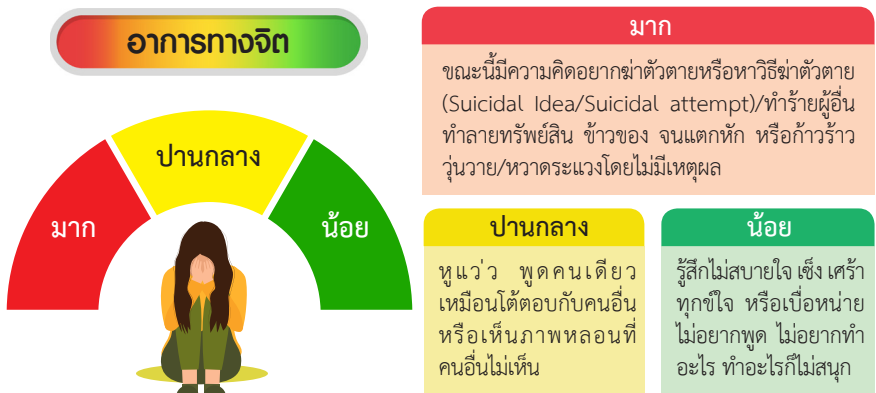 อาการทางจิต
มาก
ปานกลาง
น้อย
มาก
ขณะนี้มีความคิดอยากฆ่าตัวตายหรือหาวิธีฆ่าตัวตาย
(Suicidal Idea/Suicidal attempt)/ทำร้ายผู้อื่น
ทำลายทรัพย์สิน ข้าวของ จนแตกหัก หรือก้าวร้าว
วุ่นวาย/หวาดระแวงโดยไม่มีเหตุผล
ปานกลาง
หูแว่ว พูดคนเดียว
เหมือนโต้ตอบกับคนอื่น
หรือเห็นภาพหลอนที่
คนอื่นไม่เห็น
น้อย
รู้สึกไม่สบายใจ เซ็ง เศร้า
ทุกข์ใจ หรือเบื่อหน่าย
ไม่อยากพูด ไม่อยากทำ
อะไร ทำอะไรก็ไม่สนุก